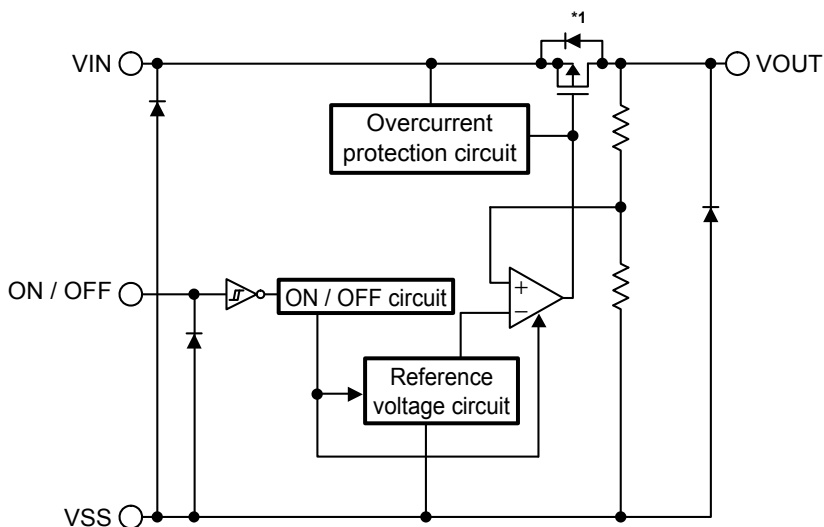 *1
VIN
VOUT
Overcurrent
protection circuit
ON / OFF
ON / OFF circuit
+
−
Reference
voltage circuit
VSS